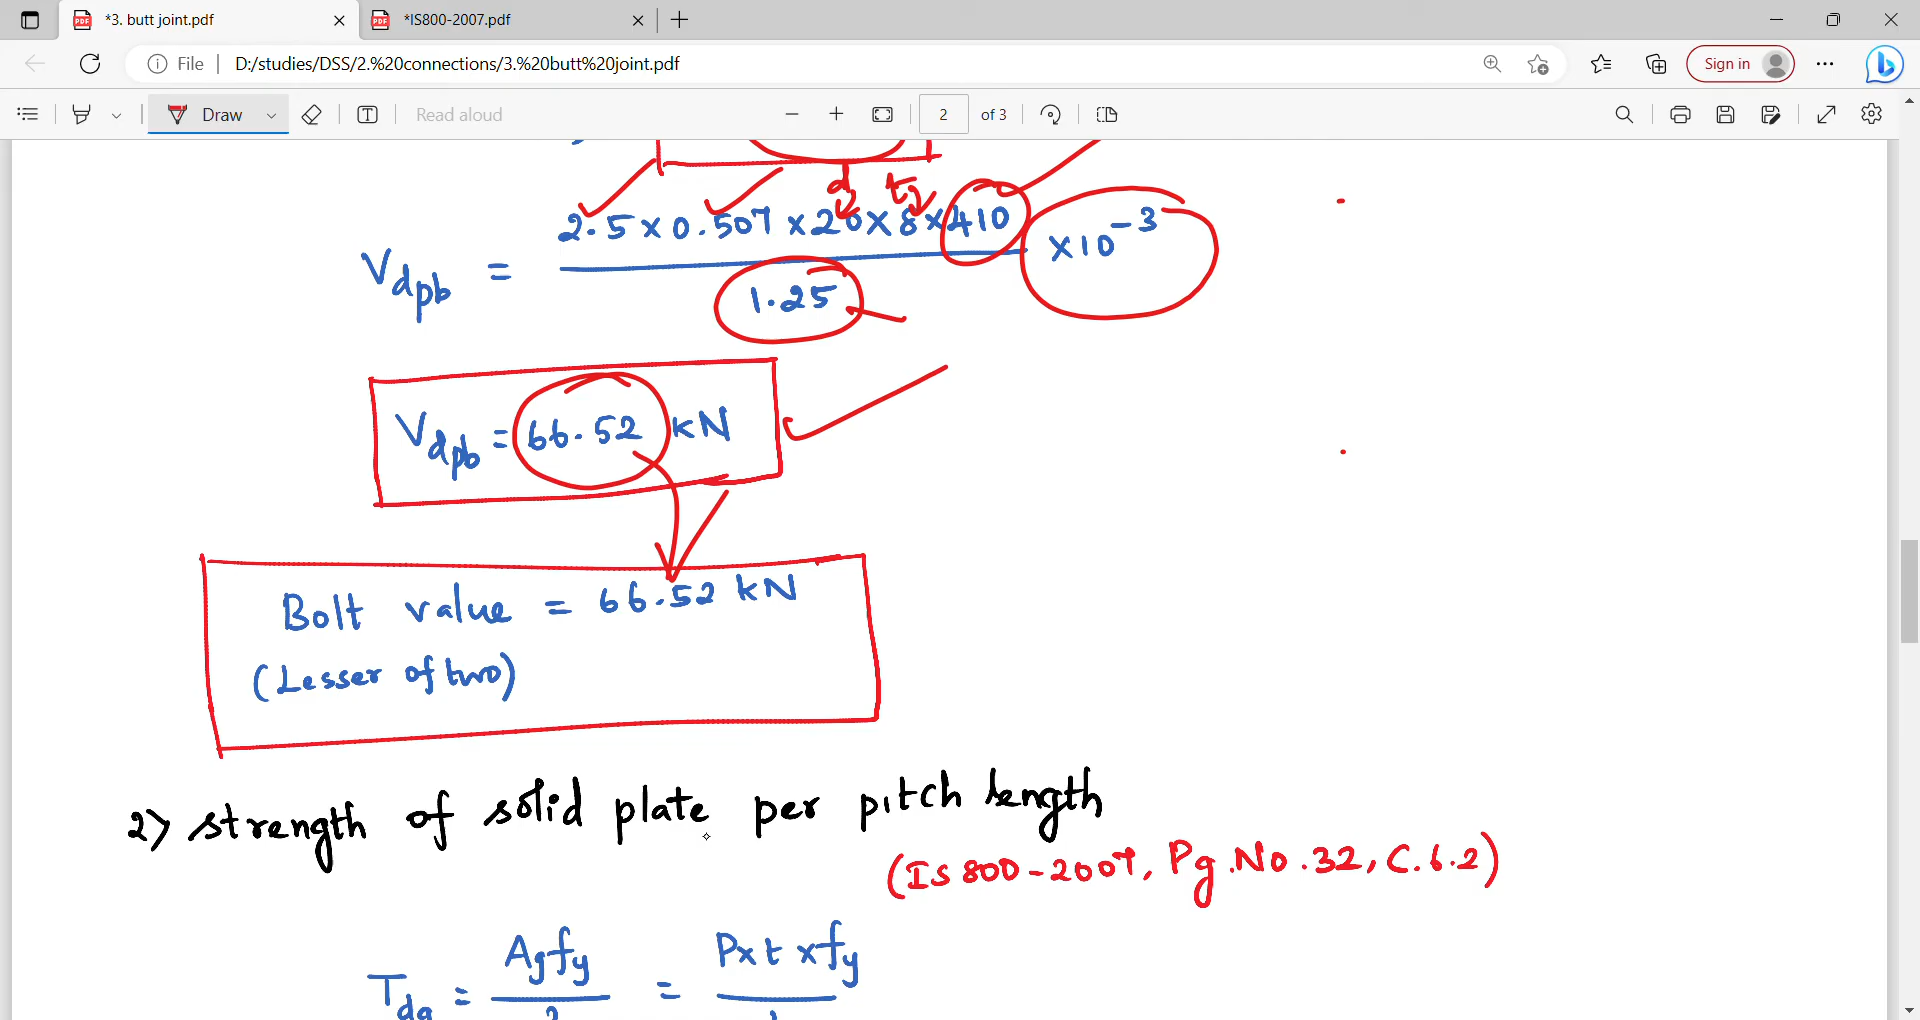 *3. butt joint.pdf
*IS800-2007.pdf
File
D:/studies/DSS/2.%20connections/3.%20butt%20joint.pdf
Sign in
Draw
Read aloud
2 of 3
d t
2.5 x 0.507 x 20 x 8 x 410
Vdpb = x10⁻³
1.25
Vdpb = 66.52 kN
Bolt value = 66.52 kN
(Lesser of two)
2) strength of solid plate per pitch length
(IS 800-2007, Pg.No.32, C.6.2)
Agfy Pxt xfy
Tdg = =